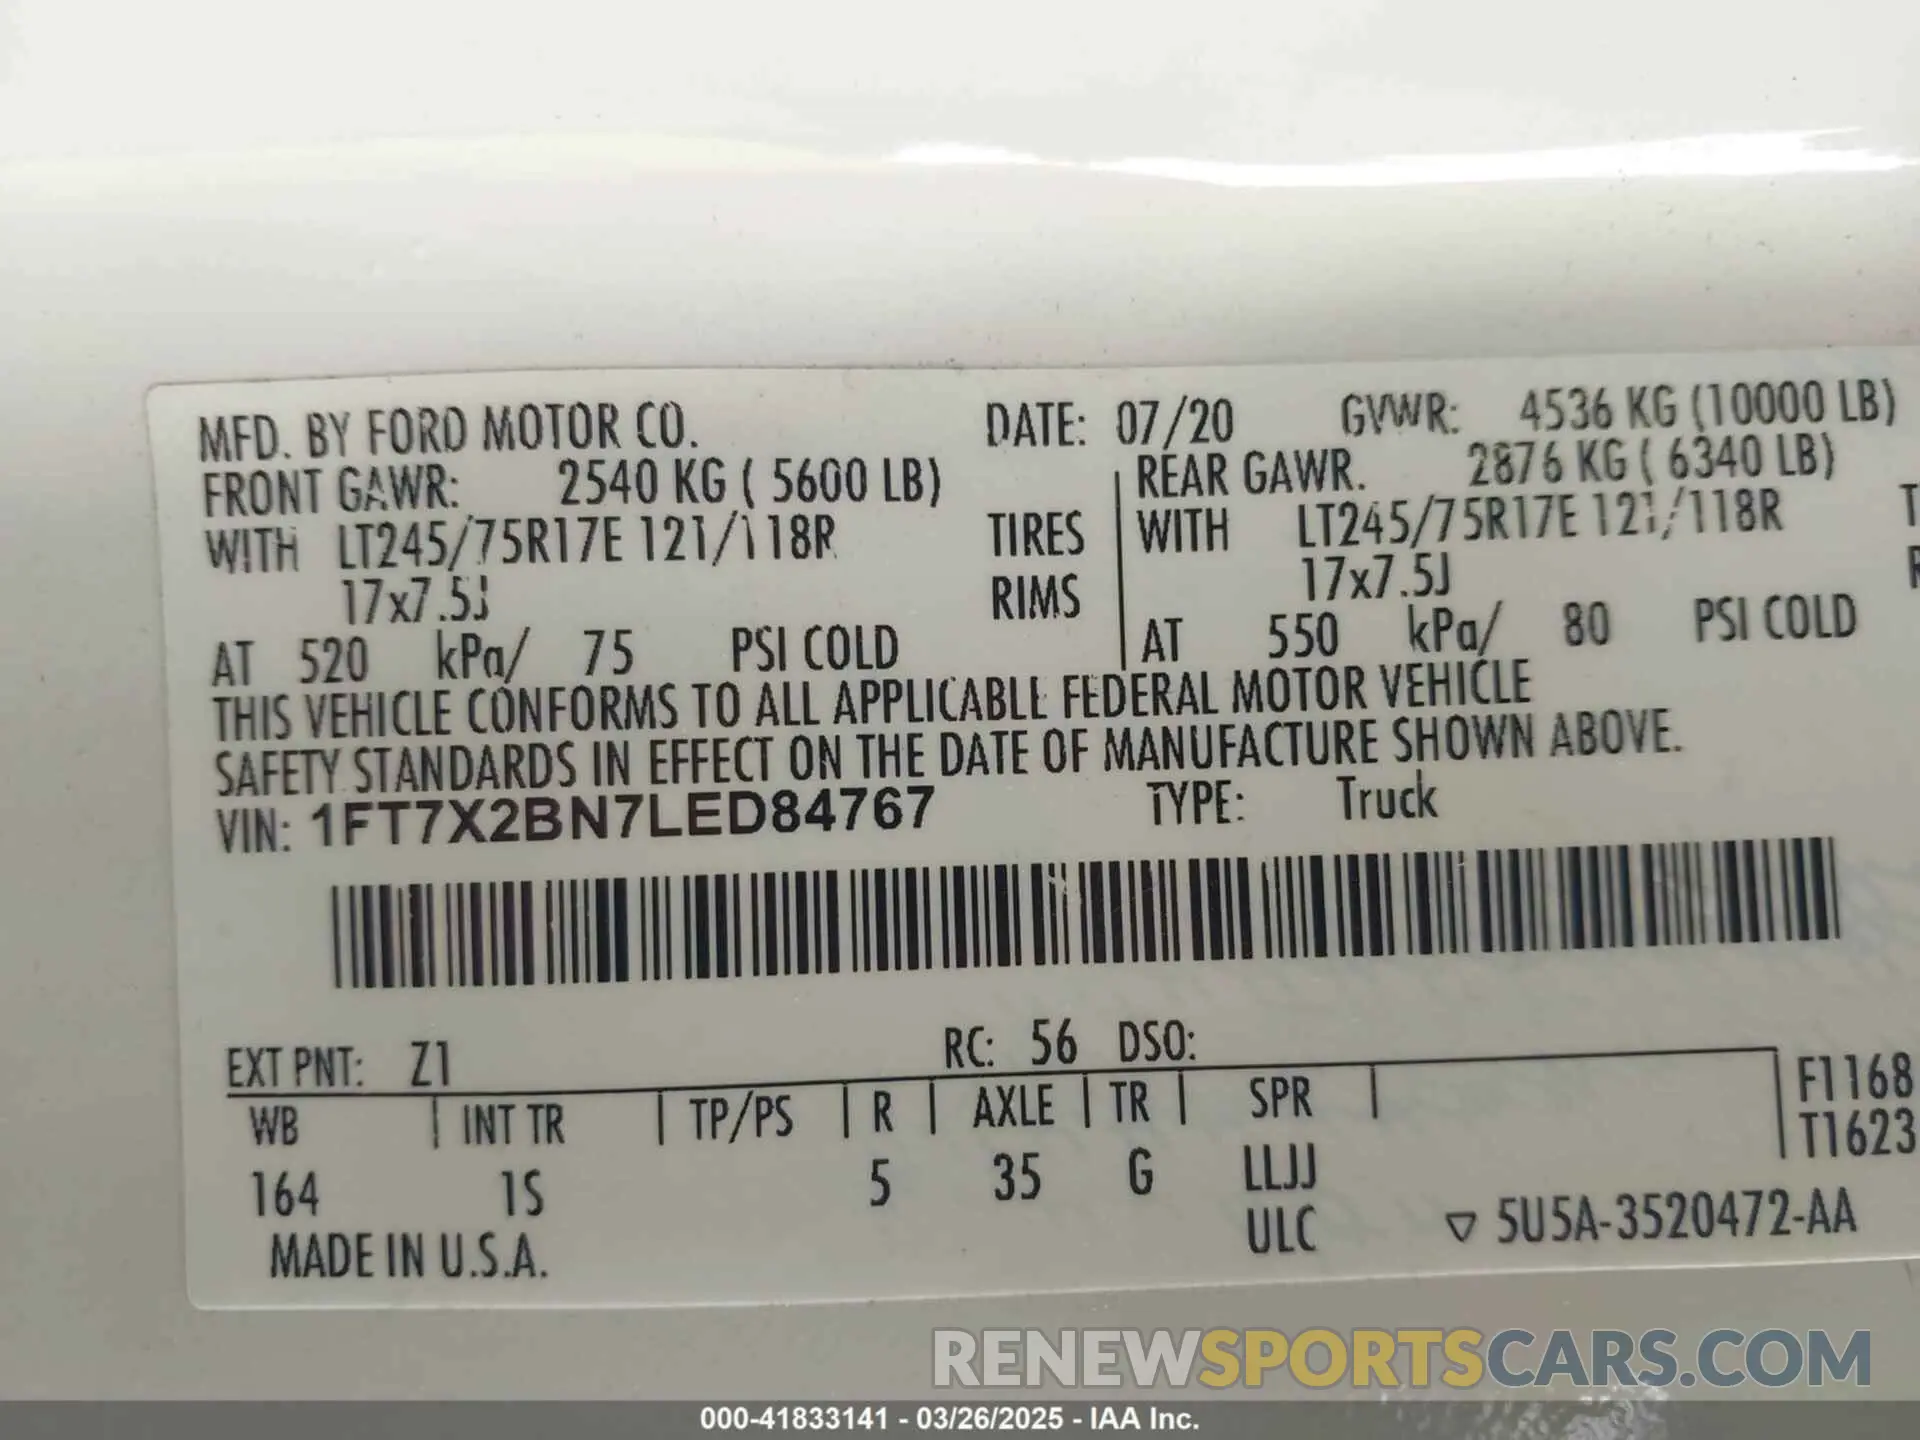 MFD. BY FORD MOTOR CO. DATE: 07/20 GVWR: 4536 KG (10000 LB)
FRONT GAWR: 2540 KG ( 5600 LB) REAR GAWR. 2876 KG ( 6340 LB)
WITH LT245/75R17E 121/118R TIRES WITH LT245/75R17E 121/118R T
17x7.5J RIMS 17x7.5J R
AT 520 kPa/ 75 PSI COLD AT 550 kPa/ 80 PSI COLD
THIS VEHICLE CONFORMS TO ALL APPLICABLE FEDERAL MOTOR VEHICLE
SAFETY STANDARDS IN EFFECT ON THE DATE OF MANUFACTURE SHOWN ABOVE.
VIN: 1FT7X2BN7LED84767 TYPE: Truck
EXT PNT: Z1 RC: 56 DSO:
WB INT TR TP/PS R AXLE TR SPR F1168
T1623
164 1S 5 35 G LLJJ
ULC ▽ 5U5A-3520472-AA
MADE IN U.S.A.
RENEWSPORTSCARS.COM
000-41833141 - 03/26/2025 - IAA Inc.